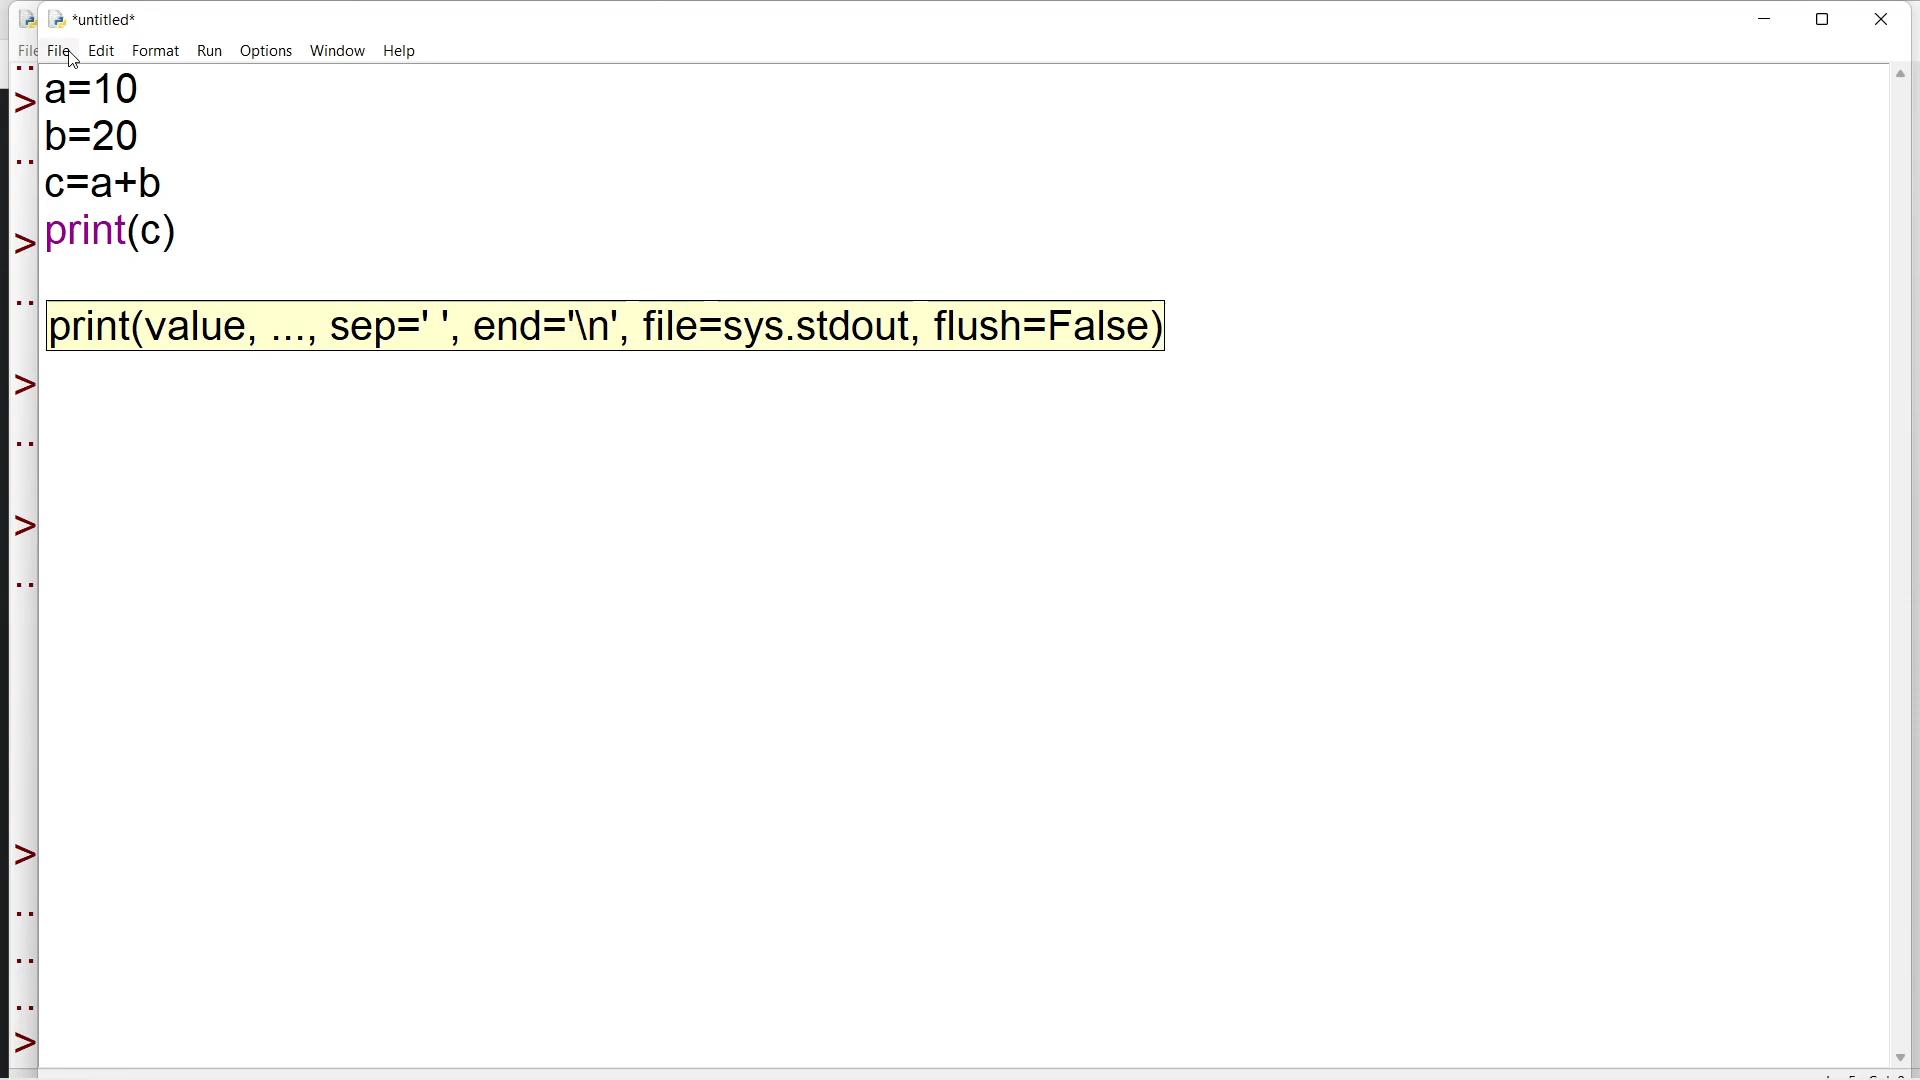 *untitled*
File File Edit Format Run Options Window Help
a=10
b=20
c=a+b
print(c)
print(value, ..., sep=' ', end='\n', file=sys.stdout, flush=False)
>
..
>
..
>
..
>
..
>
..
..
..
>